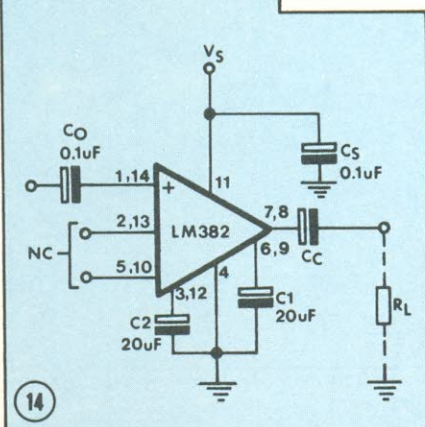 VS
CO
0.1uF
1,14
+
11
CS
0.1uF
2,13
LM382
7,8
6,9
CC
NC
5,10
4
3,12
C1
20uF
C2
20uF
RL
14